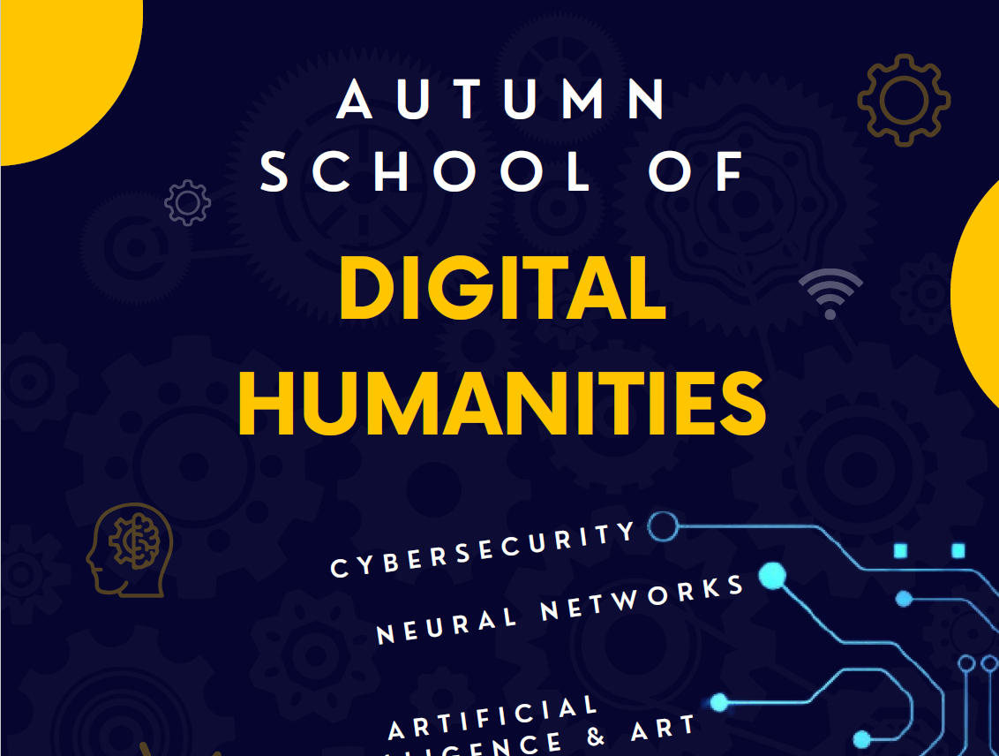 AUTUMN
SCHOOL OF
DIGITAL
HUMANITIES
CYBERSECURITY
NEURAL NETWORKS
ARTIFICIAL
& ART